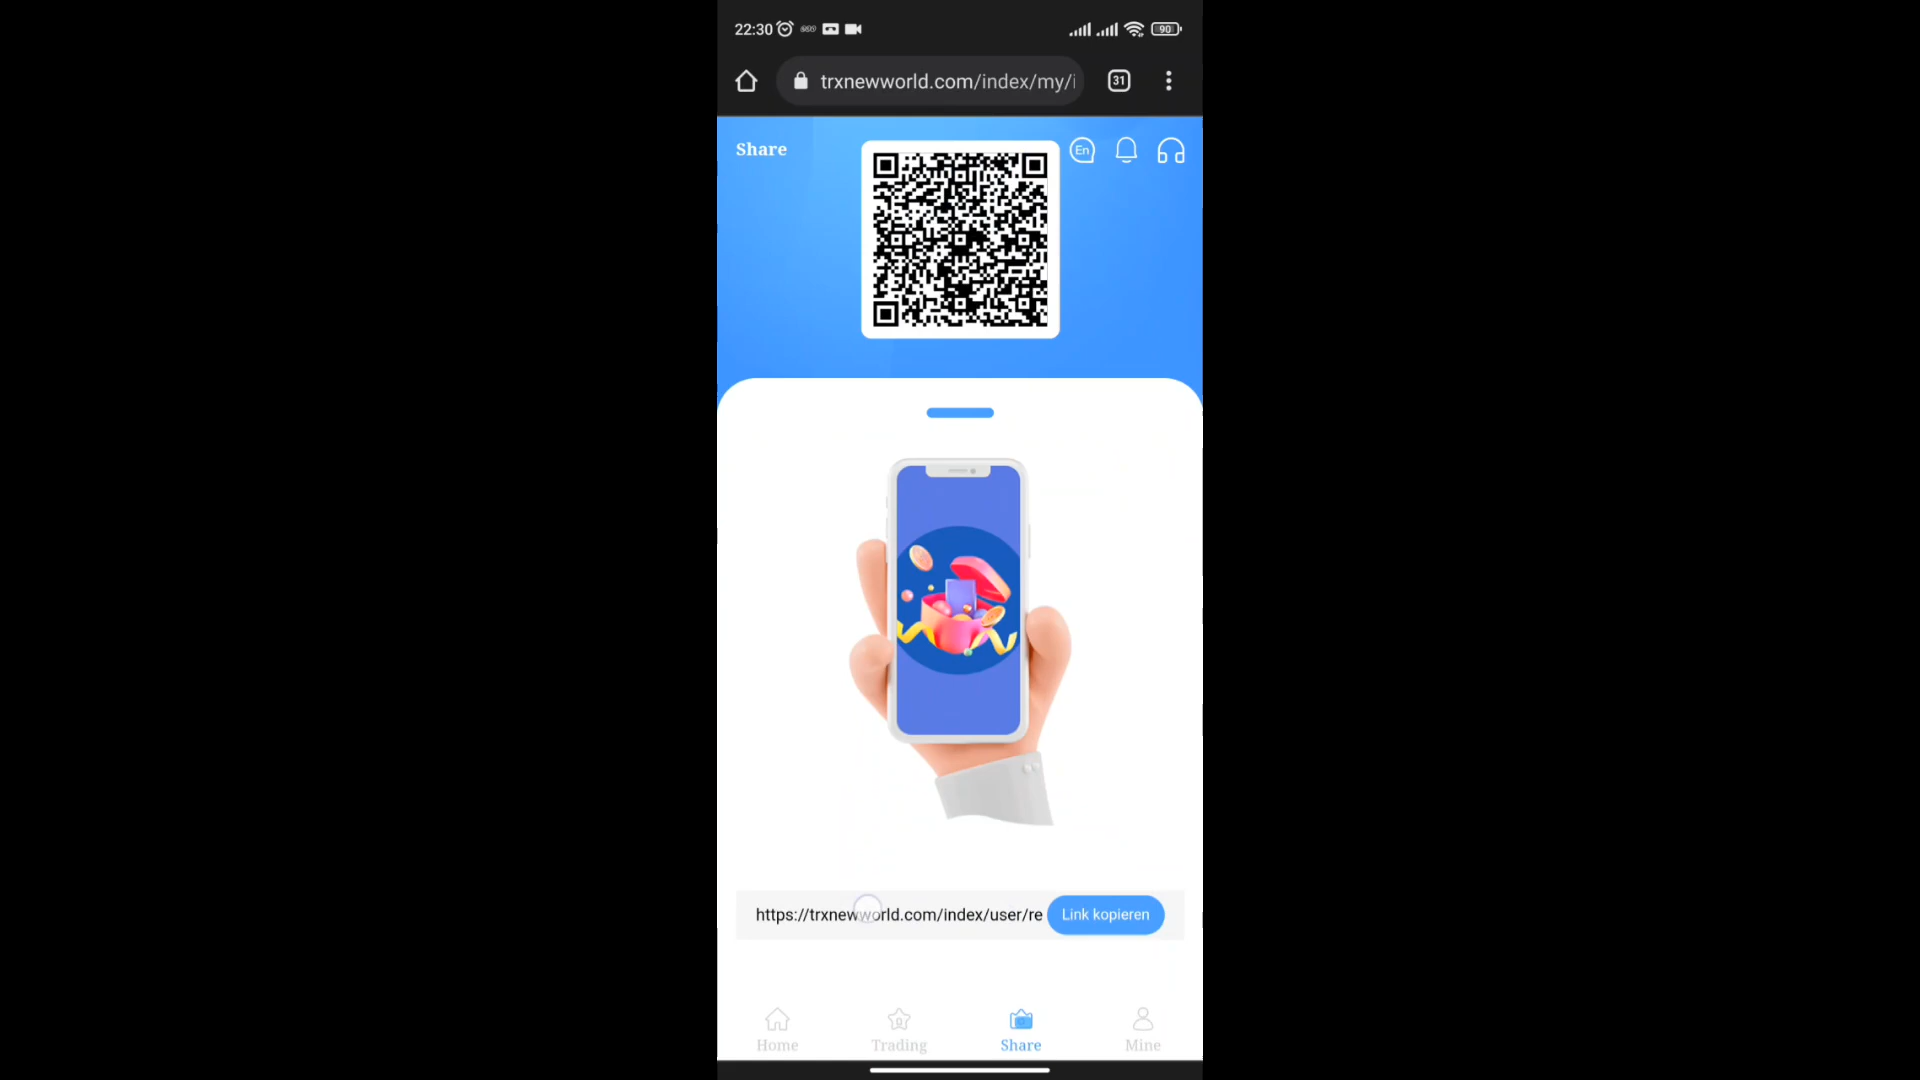 22:30
90
trxnewworld.com/index/my/i
31
Share
En
https://trxnewworld.com/index/user/re
Link kopieren
Home
Trading
Share
Mine